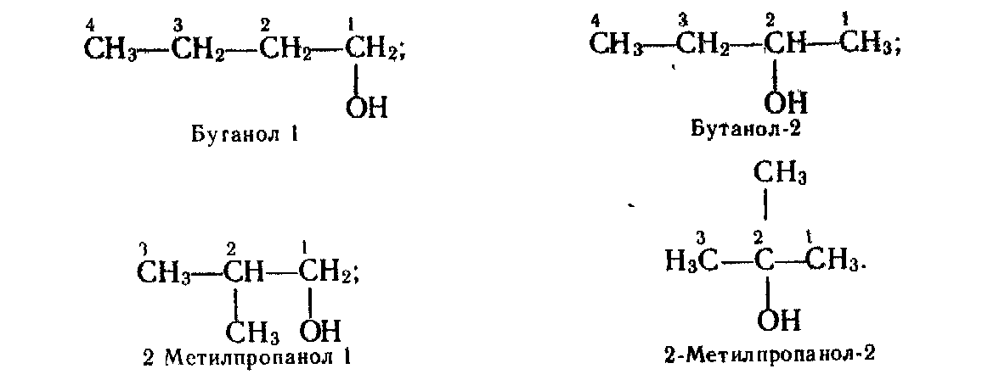 4 3 2 1
CH₃—CH₂—CH₂—CH₂;
OH
Бутанол 1
4 3 2 1
CH₃—CH₂—CH—CH₃;
OH
Бутанол-2
3 2 1
CH₃—CH—CH₂;
CH₃ OH
2 Метилпропанол 1
CH₃
3 2 1
H₃C—C—CH₃.
OH
2-Метилпропанол-2